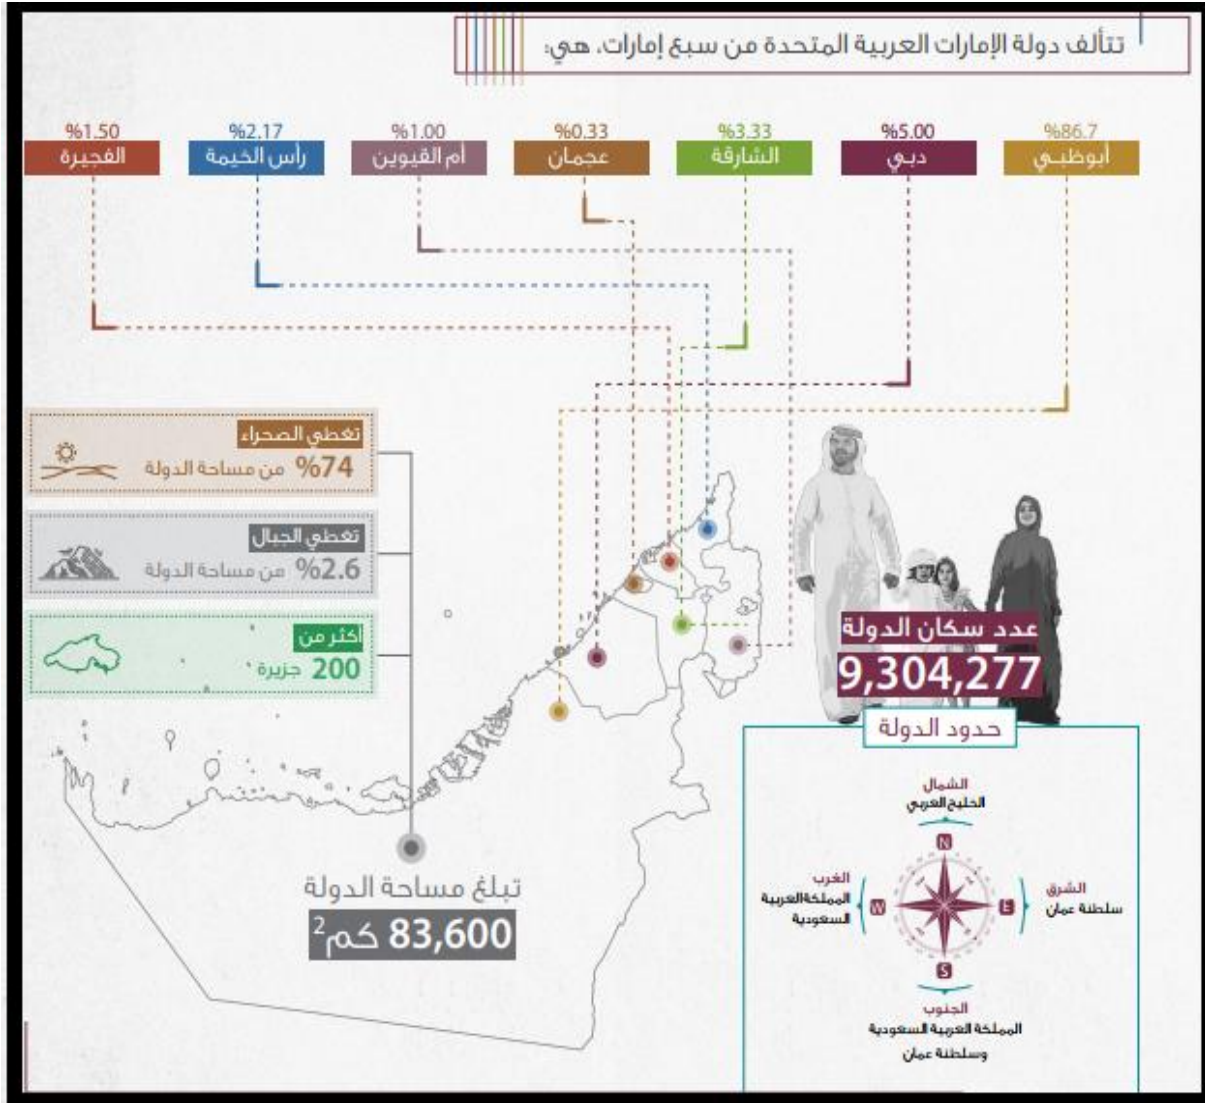 تتألف دولة الإمارات العربية المتحدة من سبع إمارات، هي:
%86.7
أبوظبـي
%5.00
دبـي
%3.33
الشارقة
%0.33
عجمان
%1.00
أم القيوين
%2.17
رأس الخيمة
%1.50
الفجيرة
تغطي الصحراء
%74 من مساحة الدولة
تغطي الجبال
%2.6 من مساحة الدولة
أكثر من
200 جزيرة
عدد سكان الدولة
9,304,277
تبلغ مساحة الدولة
83,600 كم2
حدود الدولة
الشمال
الخليج العربي
N
الشرق
سلطنة عمان
E
الغرب
المملكة العربية
السعودية
W
S
الجنوب
المملكة العربية السعودية
وسلطنة عمان